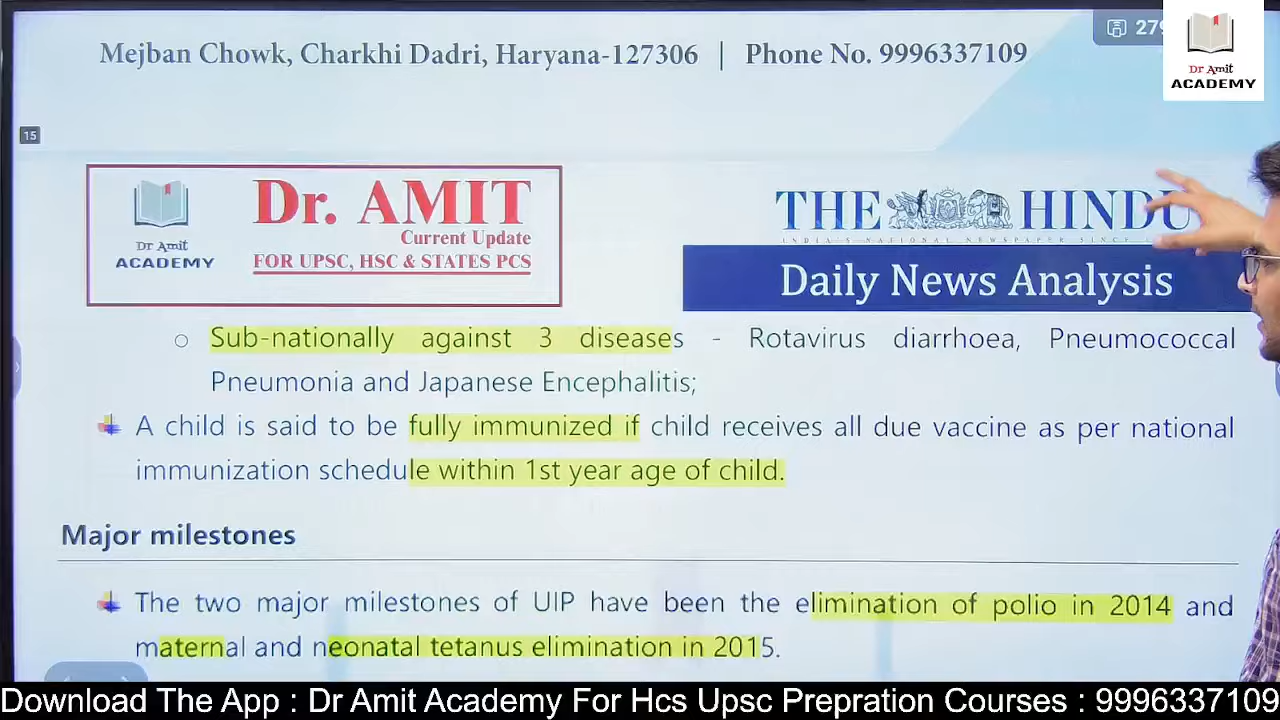 Mejban Chowk, Charkhi Dadri, Haryana-127306 | Phone No. 9996337109
Dr Amit
ACADEMY
15
Dr Amit
ACADEMY
Dr. AMIT
Current Update
FOR UPSC, HSC & STATES PCS
THE HINDU
INDIA'S NATIONAL NEWSPAPER SINCE
Daily News Analysis
○ Sub-nationally against 3 diseases - Rotavirus diarrhoea, Pneumococcal
Pneumonia and Japanese Encephalitis;
A child is said to be fully immunized if child receives all due vaccine as per national
immunization schedule within 1st year age of child.
Major milestones
The two major milestones of UIP have been the elimination of polio in 2014 and
maternal and neonatal tetanus elimination in 2015.
Download The App : Dr Amit Academy For Hcs Upsc Prepration Courses : 9996337109